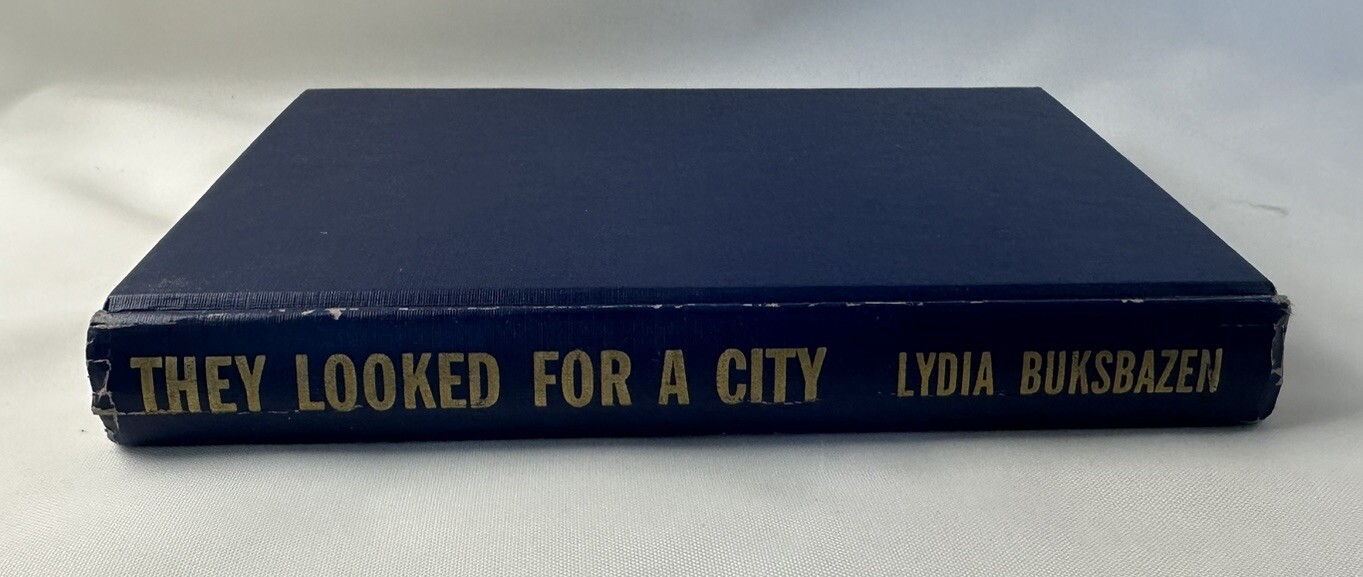 THEY LOOKED FOR A CITY LYDIA BUKSBAZEN